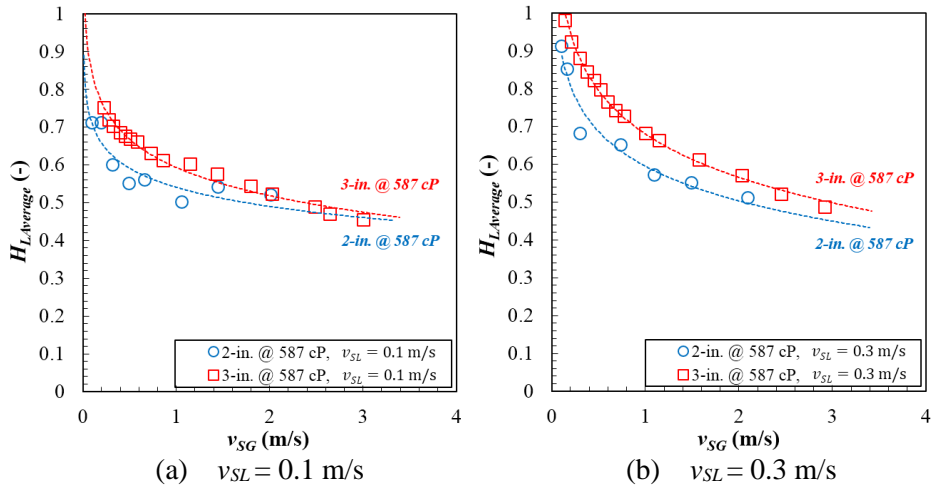 1
0.9
0.8
0.7
0.6
0.5
0.4
0.3
0.2
0.1
0
H_LAverage (-)
3-in. @ 587 cP
2-in. @ 587 cP
2-in. @ 587 cP, v_SL = 0.1 m/s
3-in. @ 587 cP, v_SL = 0.1 m/s
0 1 2 3 4
v_SG (m/s)
(a) v_SL = 0.1 m/s
1
0.9
0.8
0.7
0.6
0.5
0.4
0.3
0.2
0.1
0
H_LAverage (-)
3-in. @ 587 cP
2-in. @ 587 cP
2-in. @ 587 cP, v_SL = 0.3 m/s
3-in. @ 587 cP, v_SL = 0.3 m/s
0 1 2 3 4
v_SG (m/s)
(b) v_SL = 0.3 m/s